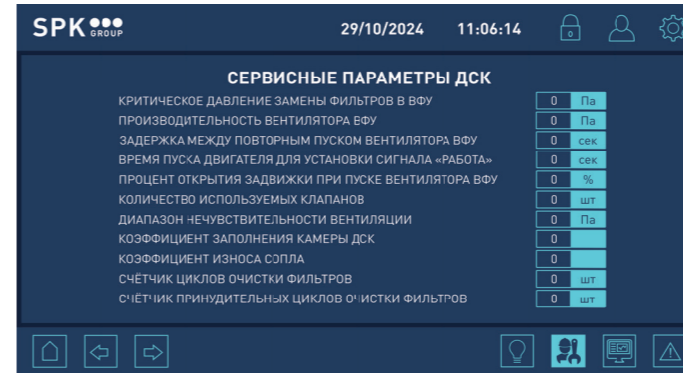 SPK GROUP 29/10/2024 11:06:14
СЕРВИСНЫЕ ПАРАМЕТРЫ ДСК
КРИТИЧЕСКОЕ ДАВЛЕНИЕ ЗАМЕНЫ ФИЛЬТРОВ В ВФУ 0 Па
ПРОИЗВОДИТЕЛЬНОСТЬ ВЕНТИЛЯТОРА ВФУ 0 Па
ЗАДЕРЖКА МЕЖДУ ПОВТОРНЫМ ПУСКОМ ВЕНТИЛЯТОРА ВФУ 0 сек
ВРЕМЯ ПУСКА ДВИГАТЕЛЯ ДЛЯ УСТАНОВКИ СИГНАЛА «РАБОТА» 0 сек
ПРОЦЕНТ ОТКРЫТИЯ ЗАДВИЖКИ ПРИ ПУСКЕ ВЕНТИЛЯТОРА ВФУ 0 %
КОЛИЧЕСТВО ИСПОЛЬЗУЕМЫХ КЛАПАНОВ 0 шт
ДИАПАЗОН НЕЧУВСТВИТЕЛЬНОСТИ ВЕНТИЛЯЦИИ 0 Па
КОЭФФИЦИЕНТ ЗАПОЛНЕНИЯ КАМЕРЫ ДСК 0
КОЭФФИЦИЕНТ ИЗНОСА СОПЛА 0
СЧЁТЧИК ЦИКЛОВ ОЧИСТКИ ФИЛЬТРОВ 0 шт
СЧЁТЧИК ПРИНУДИТЕЛЬНЫХ ЦИКЛОВ ОЧИСТКИ ФИЛЬТРОВ 0 шт